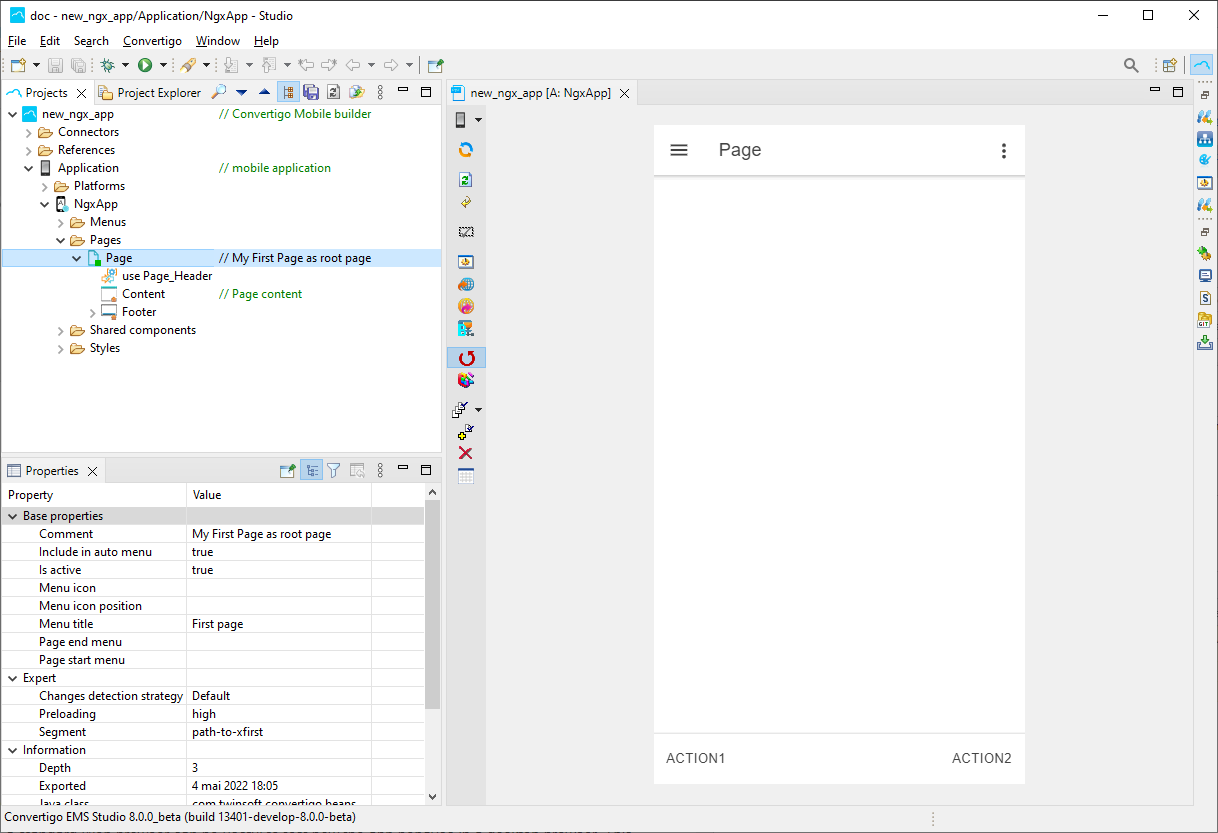 doc - new_ngx_app/Application/NgxApp - Studio
File Edit Search Convertigo Window Help
Projects Project Explorer
new_ngx_app // Convertigo Mobile builder
Connectors
References
Application // mobile application
Platforms
NgxApp
Menus
Pages
Page // My First Page as root page
use Page_Header
Content // Page content
Footer
Shared components
Styles
new_ngx_app [A: NgxApp]
Page
ACTION1 ACTION2
Properties
Property Value
Base properties
Comment My First Page as root page
Include in auto menu true
Is active true
Menu icon
Menu icon position
Menu title First page
Page end menu
Page start menu
Expert
Changes detection strategy Default
Preloading high
Segment path-to-xfirst
Information
Depth 3
Exported 4 mai 2022 18:05
Java class com.twinsoft.convertigo.beans
Convertigo EMS Studio 8.0.0_beta (build 13401-develop-8.0.0-beta)